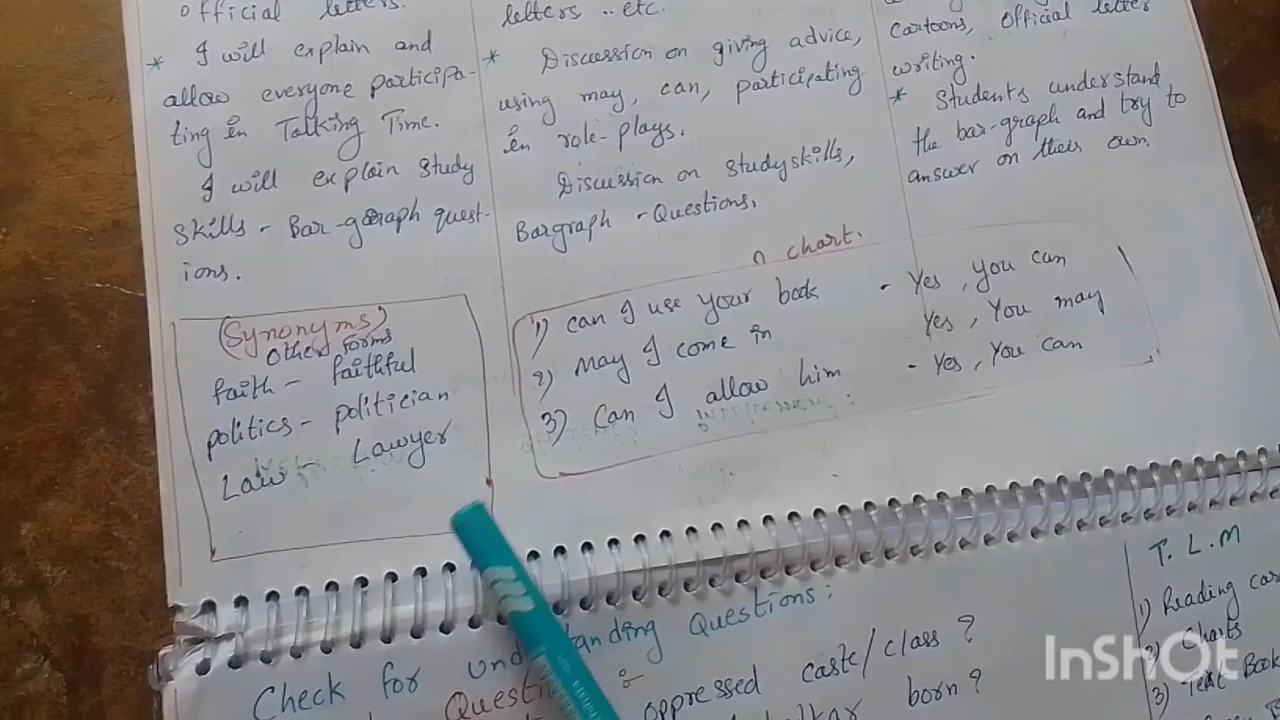 official letters.
* I will explain and
allow everyone participa-
ting in Talking Time.
I will explain study
skills - Bar-graph quest-
ions.
letters .. etc.
* Discussion on giving advice,
using may, can, participating
in role-plays.
Discussion on studyskills,
Bargraph - Questions.
cartoons, official letter
writing.
* Students understand
the bar-graph and try to
answer on their own.
(Synonyms)
Other forms
faith - faithful
politics - politician
Law - Lawyer
chart.
1) Can I use your book - Yes, you can
2) May I come in Yes, You may
3) Can I allow him - Yes, You can
Check for Questions:
oppressed caste/class ?
born ?
T. L. M
1) Reading
2) Charts
3) Text Book
InShOt